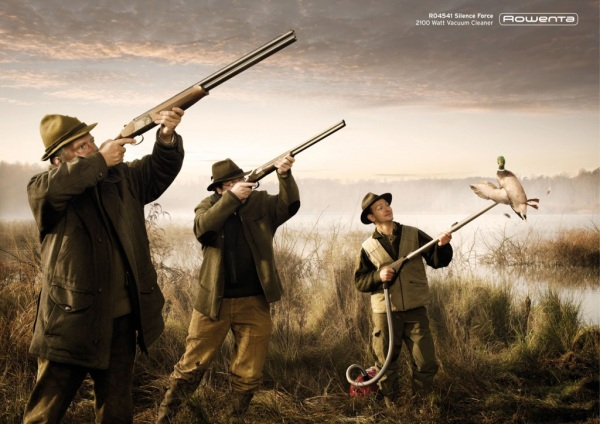 RO4541 Silence Force
2100 Watt Vacuum Cleaner
Rowenta